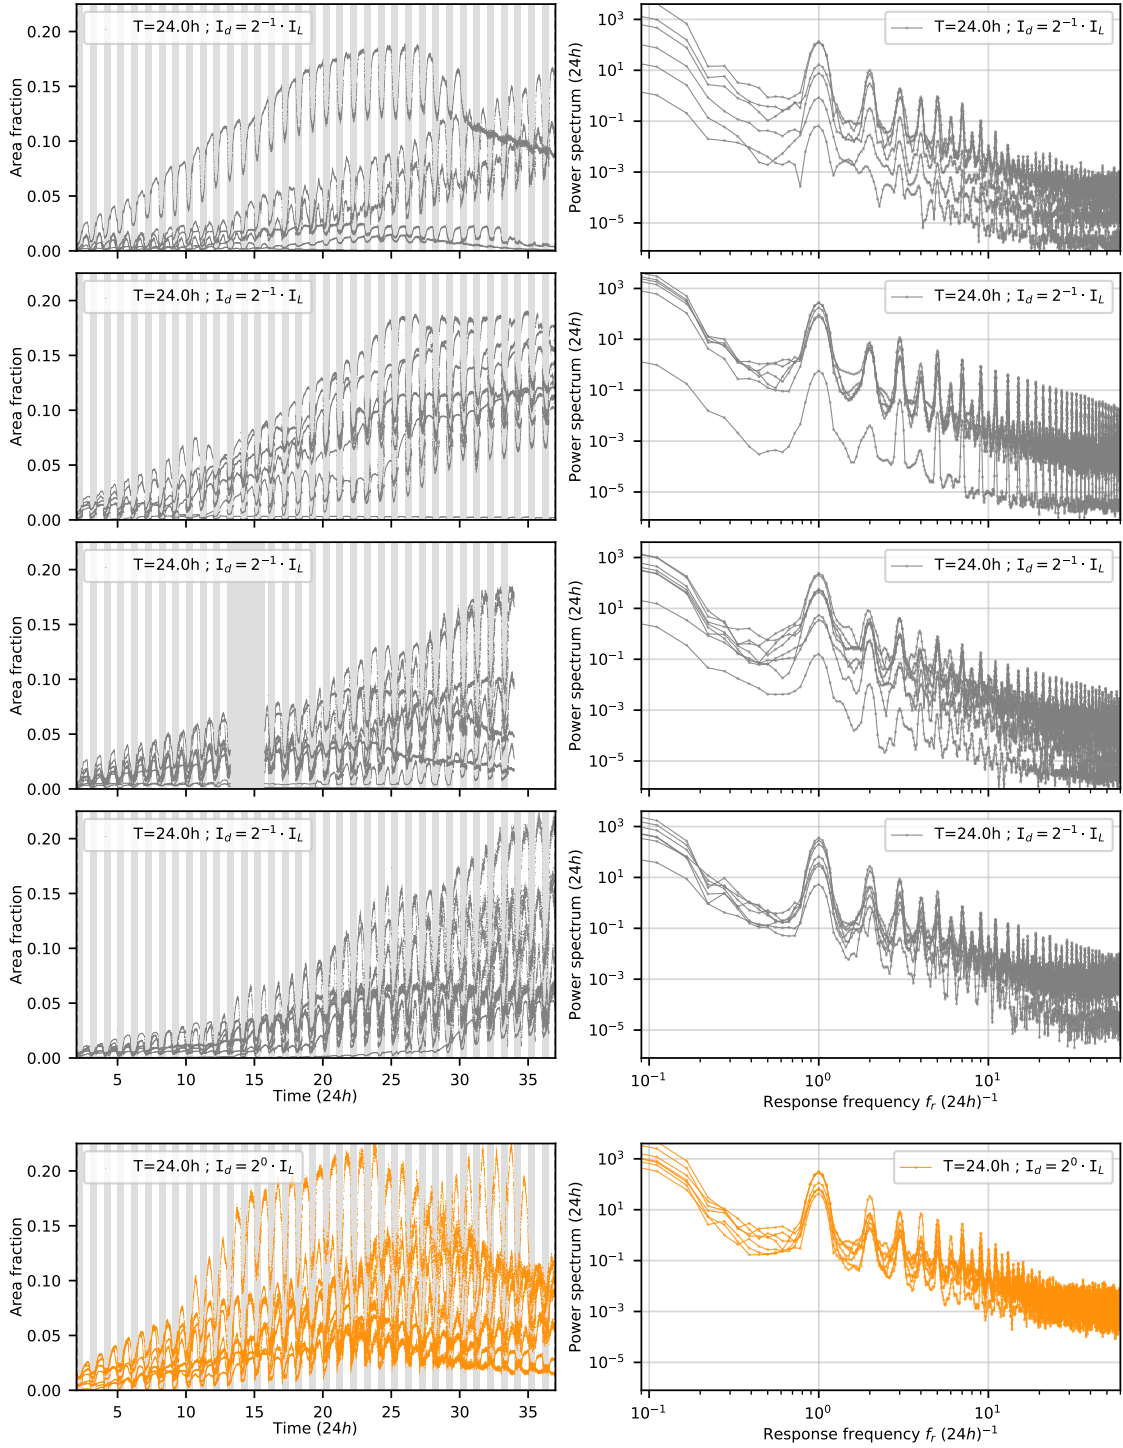 0.20
0.15
0.10
0.05
0.00
Area fraction
T=24.0h ; I_d = 2^{-1} · I_L
10^3
10^1
10^{-1}
10^{-3}
10^{-5}
Power spectrum (24h)
T=24.0h ; I_d = 2^{-1} · I_L
0.20
0.15
0.10
0.05
0.00
Area fraction
T=24.0h ; I_d = 2^{-1} · I_L
10^3
10^1
10^{-1}
10^{-3}
10^{-5}
Power spectrum (24h)
T=24.0h ; I_d = 2^{-1} · I_L
0.20
0.15
0.10
0.05
0.00
Area fraction
T=24.0h ; I_d = 2^{-1} · I_L
10^3
10^1
10^{-1}
10^{-3}
10^{-5}
Power spectrum (24h)
T=24.0h ; I_d = 2^{-1} · I_L
0.20
0.15
0.10
0.05
0.00
Area fraction
T=24.0h ; I_d = 2^{-1} · I_L
5 10 15 20 25 30 35
Time (24h)
10^3
10^1
10^{-1}
10^{-3}
10^{-5}
Power spectrum (24h)
T=24.0h ; I_d = 2^{-1} · I_L
10^{-1} 10^0 10^1
Response frequency f_r (24h)^{-1}
0.20
0.15
0.10
0.05
0.00
Area fraction
T=24.0h ; I_d = 2^0 · I_L
5 10 15 20 25 30 35
Time (24h)
10^3
10^1
10^{-1}
10^{-3}
10^{-5}
Power spectrum (24h)
T=24.0h ; I_d = 2^0 · I_L
10^{-1} 10^0 10^1
Response frequency f_r (24h)^{-1}